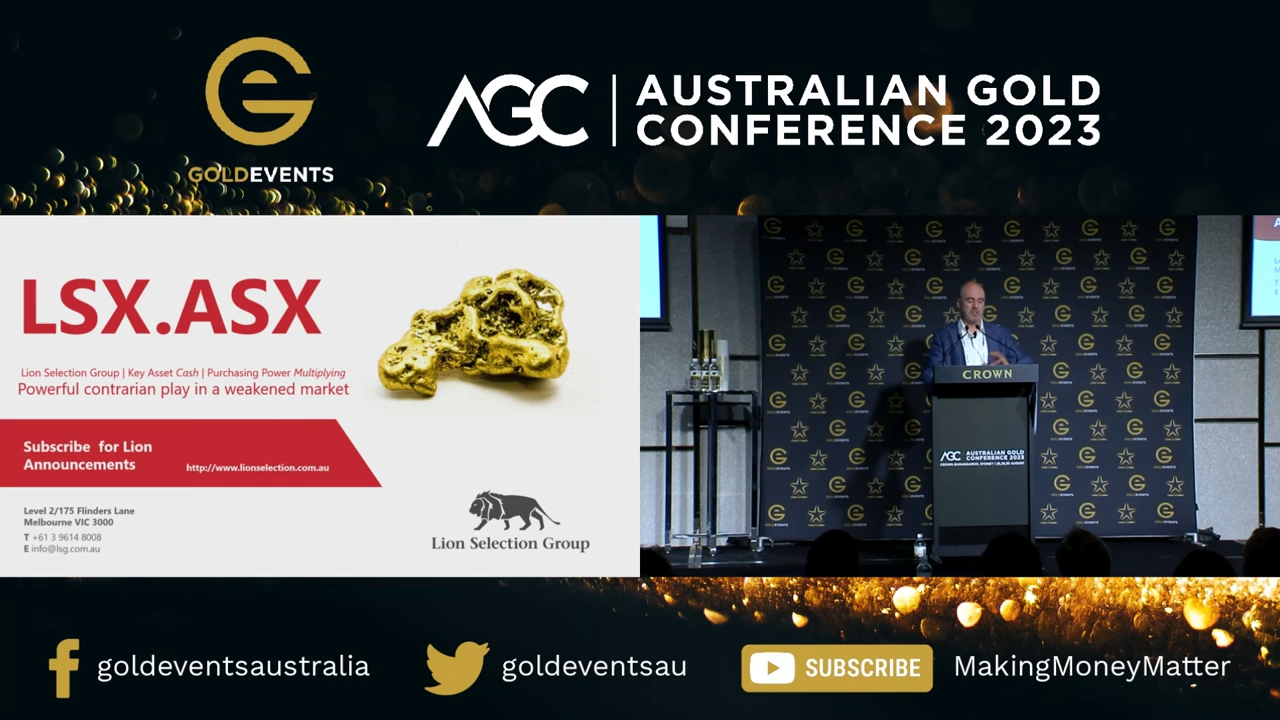 GOLDEVENTS
AGC
AUSTRALIAN GOLD
CONFERENCE 2023
LSX.ASX
Lion Selection Group | Key Asset Cash | Purchasing Power Multiplying
Powerful contrarian play in a weakened market
Subscribe for Lion
Announcements
http://www.lionselection.com.au
Level 2/175 Flinders Lane
Melbourne VIC 3000
T +61 3 9614 8008
E info@lsg.com.au
Lion Selection Group
CROWN
AGC
AUSTRALIAN GOLD
CONFERENCE 2023
goldeventsaustralia
goldeventsau
SUBSCRIBE
MakingMoneyMatter